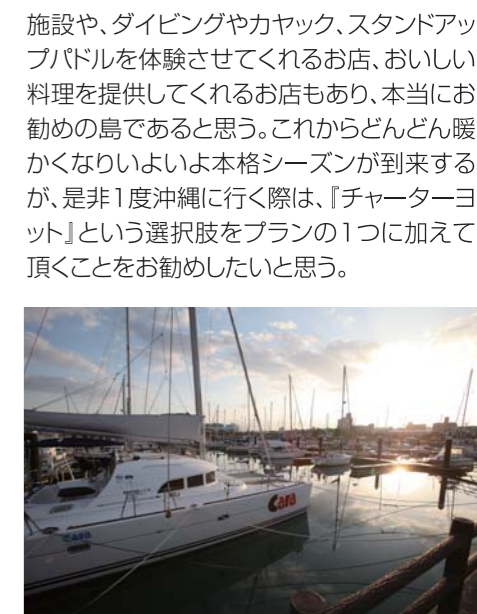 施設や、ダイビングやカヤック、スタンドアッ
プパドルを体験させてくれるお店、おいしい
料理を提供してくれるお店もあり、本当にお
勧めの島であると思う。これからどんどん暖
かくなりいよいよ本格シーズンが到来する
が、是非1度沖縄に行く際は、『チャーターヨ
ット』という選択肢をプランの1つに加えて
頂くことをお勧めしたいと思う。
Cara
Cara